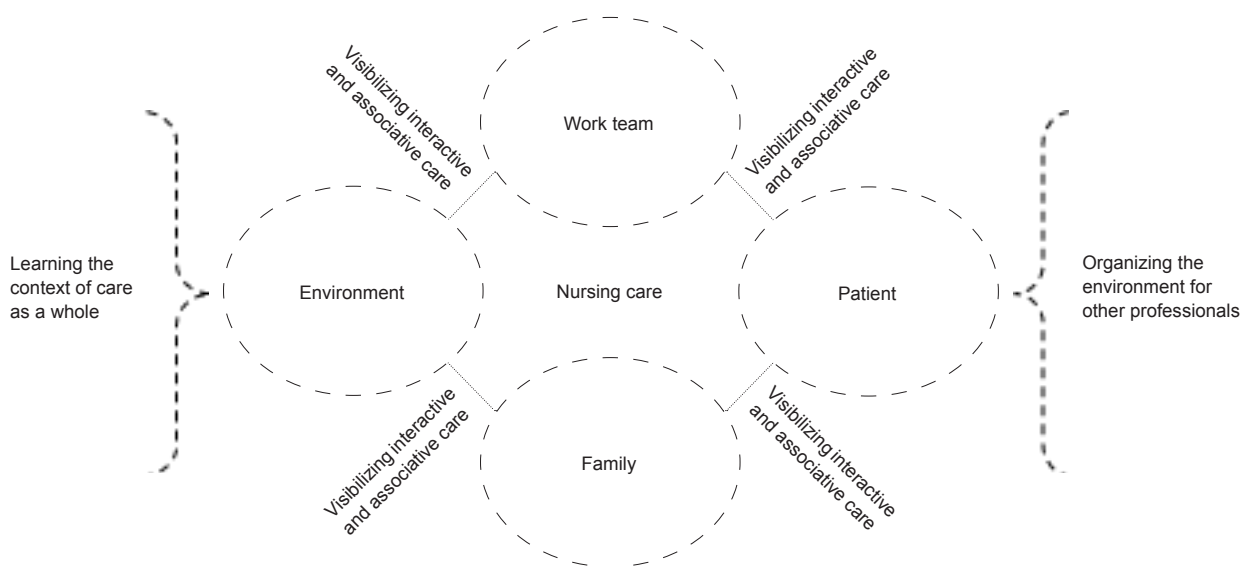 Visibilizing interactive
and associative care
Work team
Visibilizing interactive
and associative care
Learning the
context of care
as a whole
Environment
Nursing care
Patient
Organizing the
environment for
other professionals
Visibilizing interactive
and associative care
Family
Visibilizing interactive
and associative care